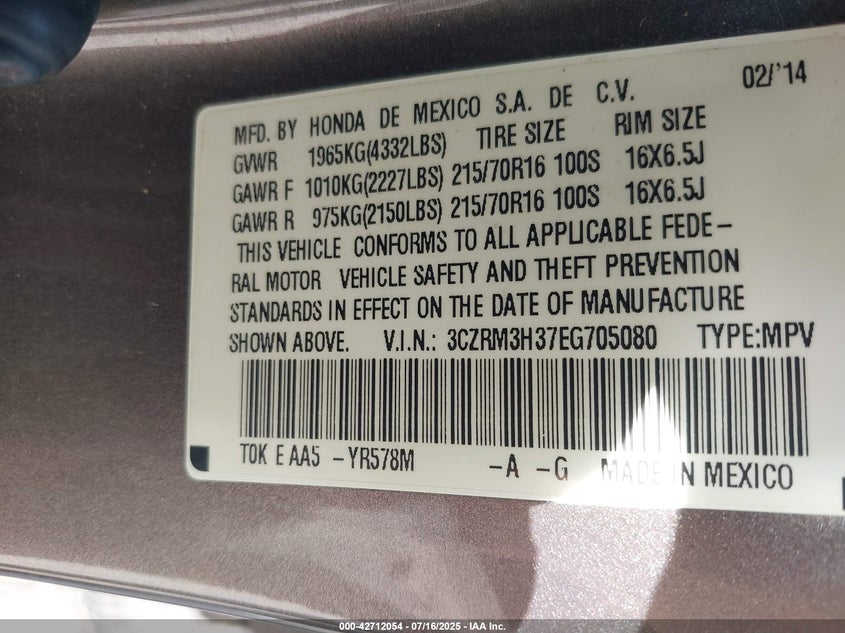 02/'14
MFD. BY HONDA DE MEXICO S.A. DE C.V.
GVWR 1965KG(4332LBS) TIRE SIZE RIM SIZE
GAWR F 1010KG(2227LBS) 215/70R16 100S 16X6.5J
GAWR R 975KG(2150LBS) 215/70R16 100S 16X6.5J
THIS VEHICLE CONFORMS TO ALL APPLICABLE FEDE-
RAL MOTOR VEHICLE SAFETY AND THEFT PREVENTION
STANDARDS IN EFFECT ON THE DATE OF MANUFACTURE
SHOWN ABOVE. V.I.N.: 3CZRM3H37EG705080 TYPE:MPV
TOK E AA5 -YR578M -A -G MADE IN MEXICO
000-42712054 - 07/16/2025 - IAA Inc.